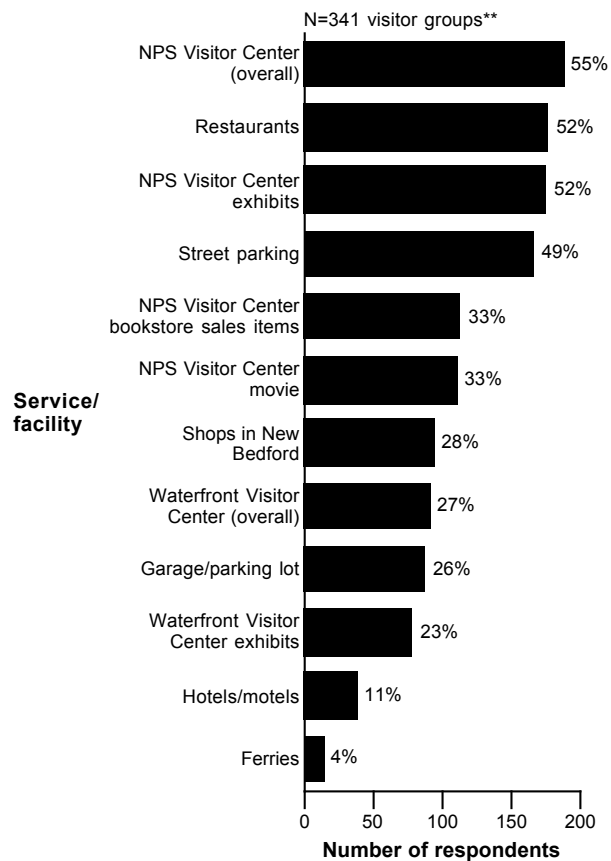 N=341 visitor groups**
NPS Visitor Center
(overall)
55%
Restaurants
52%
NPS Visitor Center
exhibits
52%
Street parking
49%
NPS Visitor Center
bookstore sales items
33%
NPS Visitor Center
movie
33%
Service/
facility
Shops in New
Bedford
28%
Waterfront Visitor
Center (overall)
27%
Garage/parking lot
26%
Waterfront Visitor
Center exhibits
23%
Hotels/motels
11%
Ferries
4%
0 50 100 150 200
Number of respondents